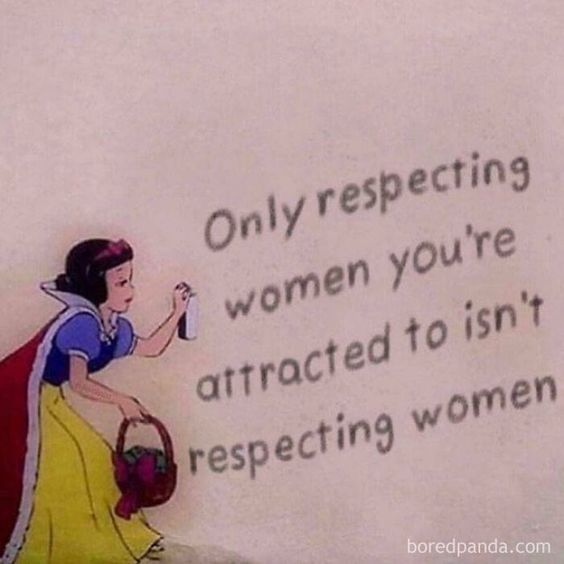 Only respecting
women you're
attracted to isn't
respecting women
boredpanda.com